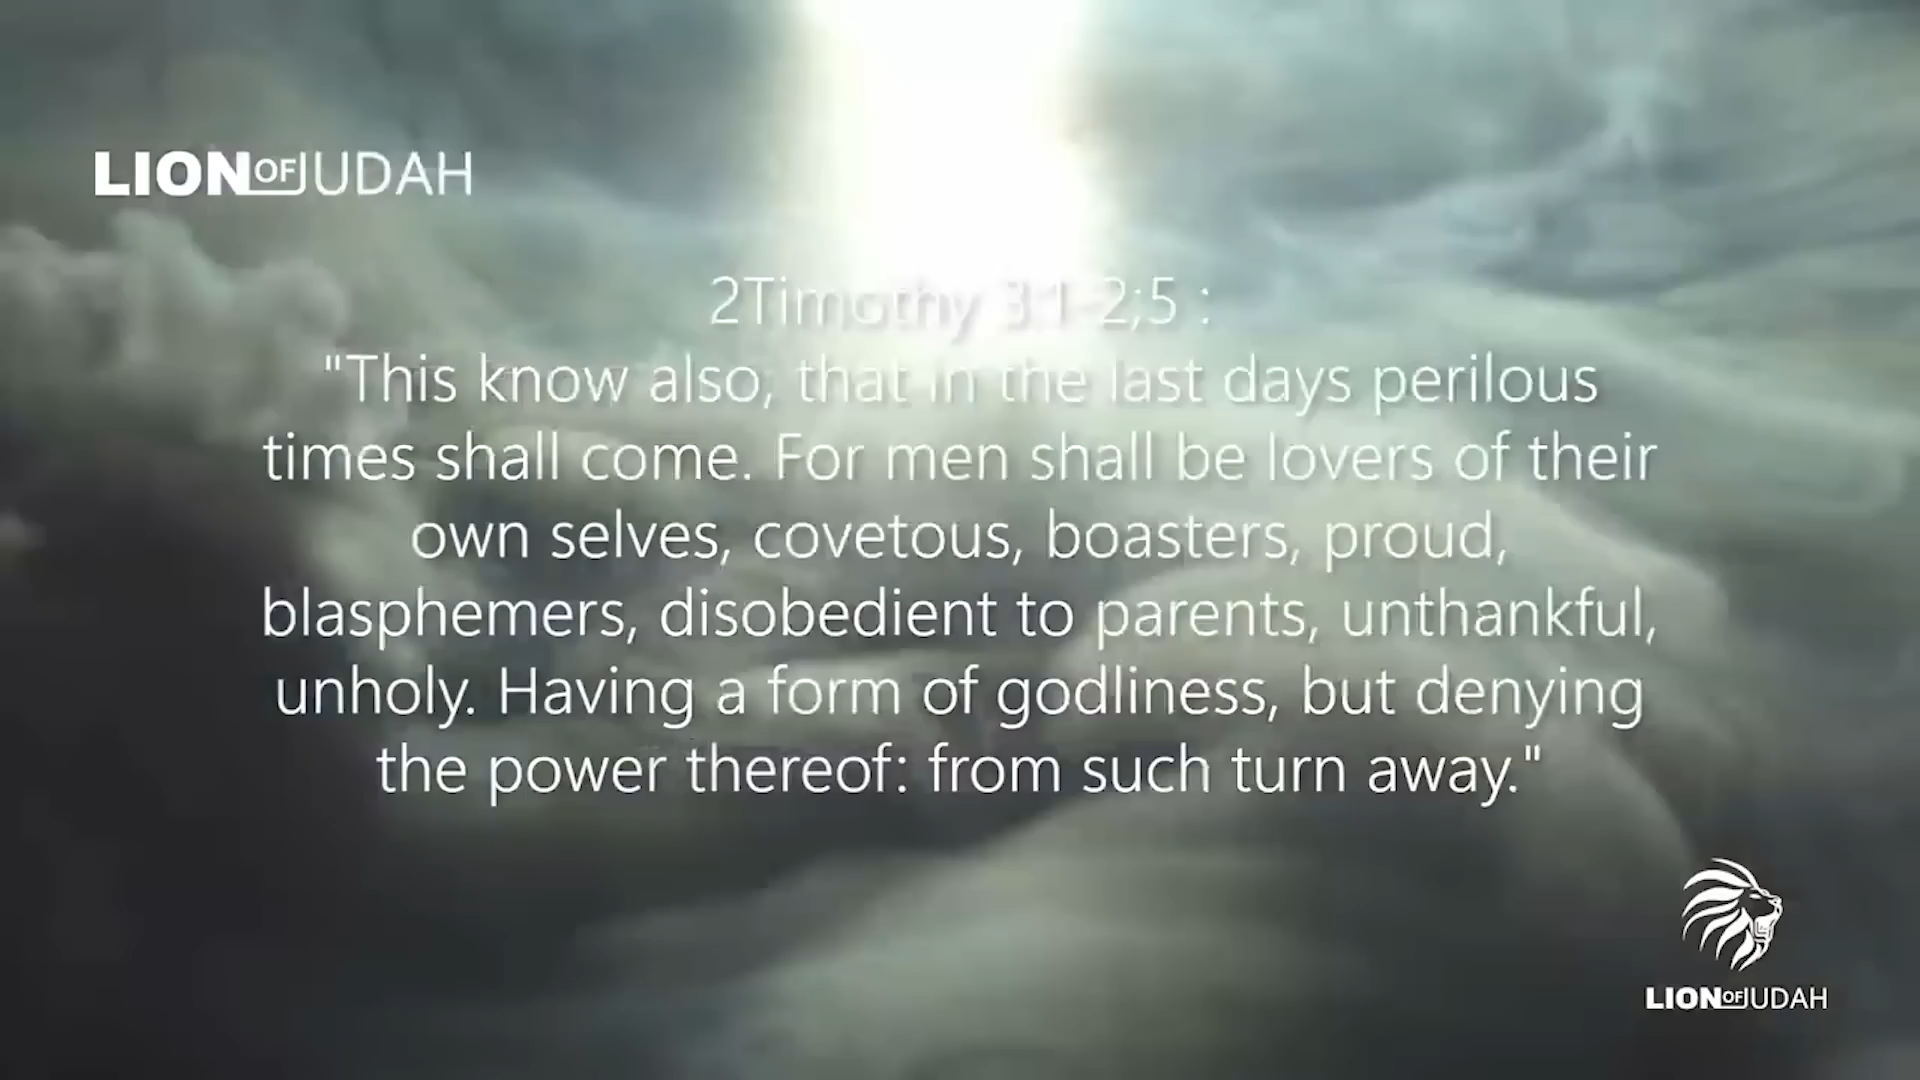 LION OF JUDAH
2Timothy 3:1-2;5 :
"This know also, that in the last days perilous
times shall come. For men shall be lovers of their
own selves, covetous, boasters, proud,
blasphemers, disobedient to parents, unthankful,
unholy. Having a form of godliness, but denying
the power thereof: from such turn away."
LION OF JUDAH